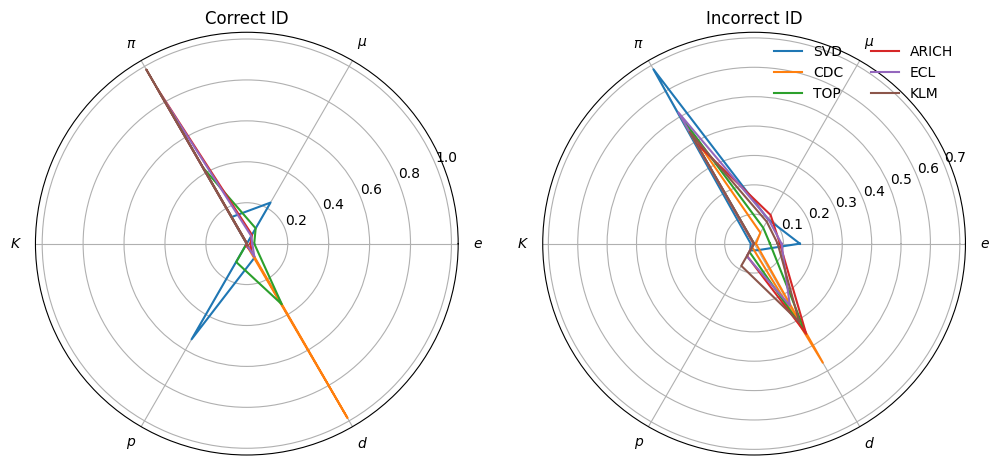 Correct ID
e
μ
π
K
p
d
0.2
0.4
0.6
0.8
1.0
Incorrect ID
e
μ
π
K
p
d
0.1
0.2
0.3
0.4
0.5
0.6
0.7
SVD
CDC
TOP
ARICH
ECL
KLM